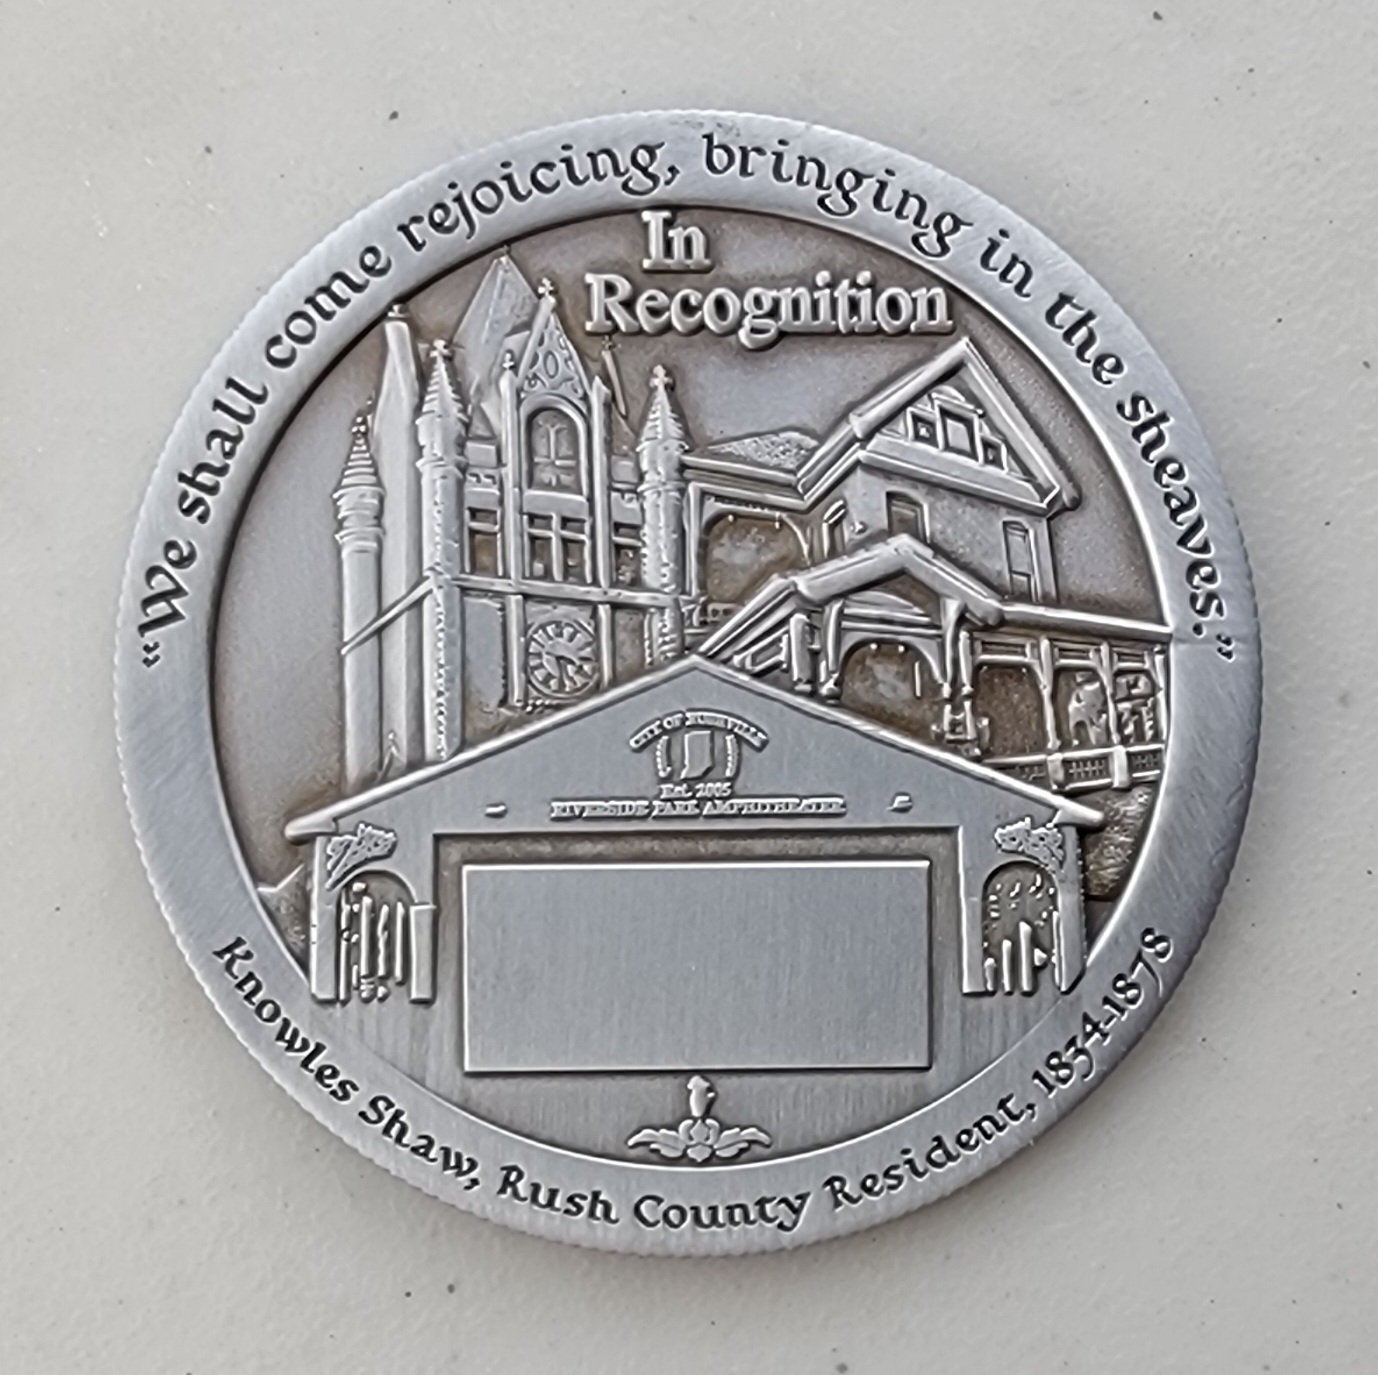 “We shall come rejoicing, bringing in the sheaves.”
In
Recognition
CITY OF RUSHVILLE
Est. 2005
RIVERSIDE PARK AMPHITHEATER
Knowles Shaw, Rush County Resident, 1834-1878